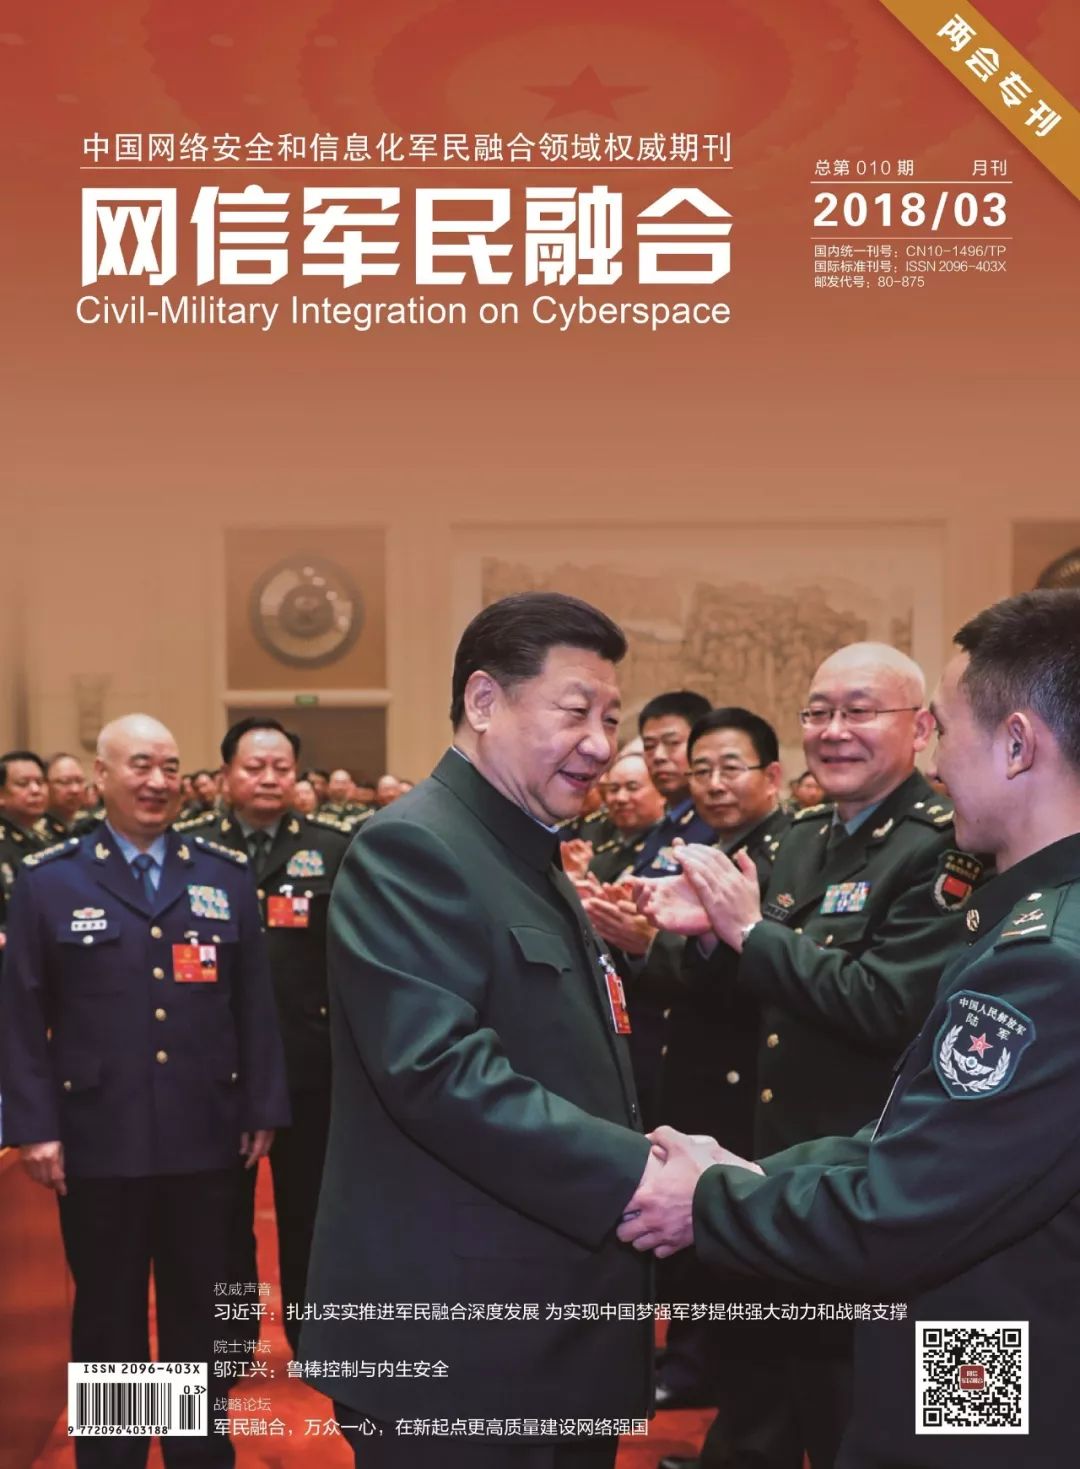 两会专刊
中国网络安全和信息化军民融合领域权威期刊
网信军民融合
Civil-Military Integration on Cyberspace
总第 010 期 月刊
2018/03
国内统一刊号：CN10-1496/TP
国际标准刊号：ISSN 2096-403X
邮发代号：80-875
中国人民解放军
陆军
权威声音
习近平：扎扎实实推进军民融合深度发展 为实现中国梦强军梦提供强大动力和战略支撑
院士讲坛
邬江兴：鲁棒控制与内生安全
战略论坛
军民融合，万众一心，在新起点更高质量建设网络强国
ISSN 2096-403X
03>
9 772096 403188
网信
军民融合